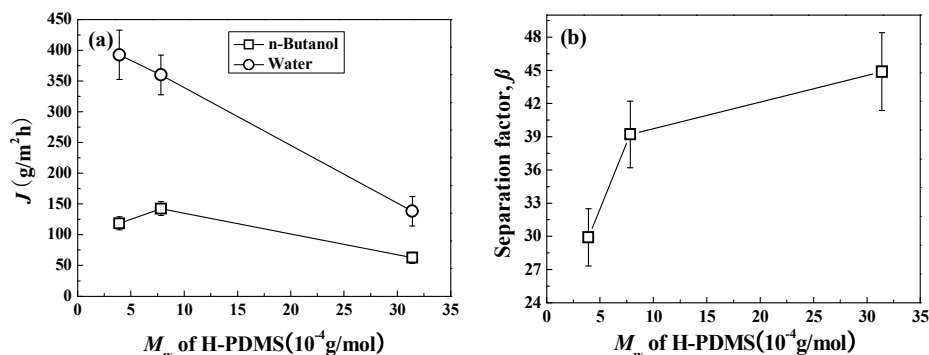 (a)
n-Butanol
Water
450
400
350
300
250
200
150
100
50
0
J (g/m²h)
0 5 10 15 20 25 30 35
M_w of H-PDMS(10⁻⁴g/mol)
(b)
48
45
42
39
36
33
30
27
24
Separation factor, β
0 5 10 15 20 25 30 35
M_w of H-PDMS(10⁻⁴g/mol)